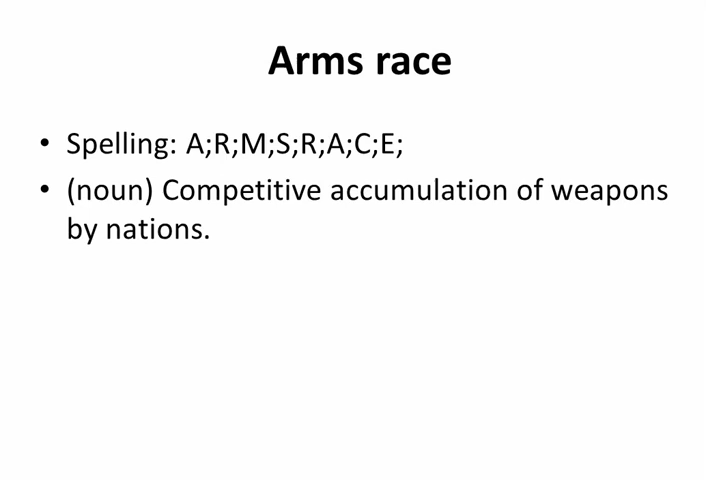 Arms race
• Spelling: A;R;M;S;R;A;C;E;
• (noun) Competitive accumulation of weapons
by nations.